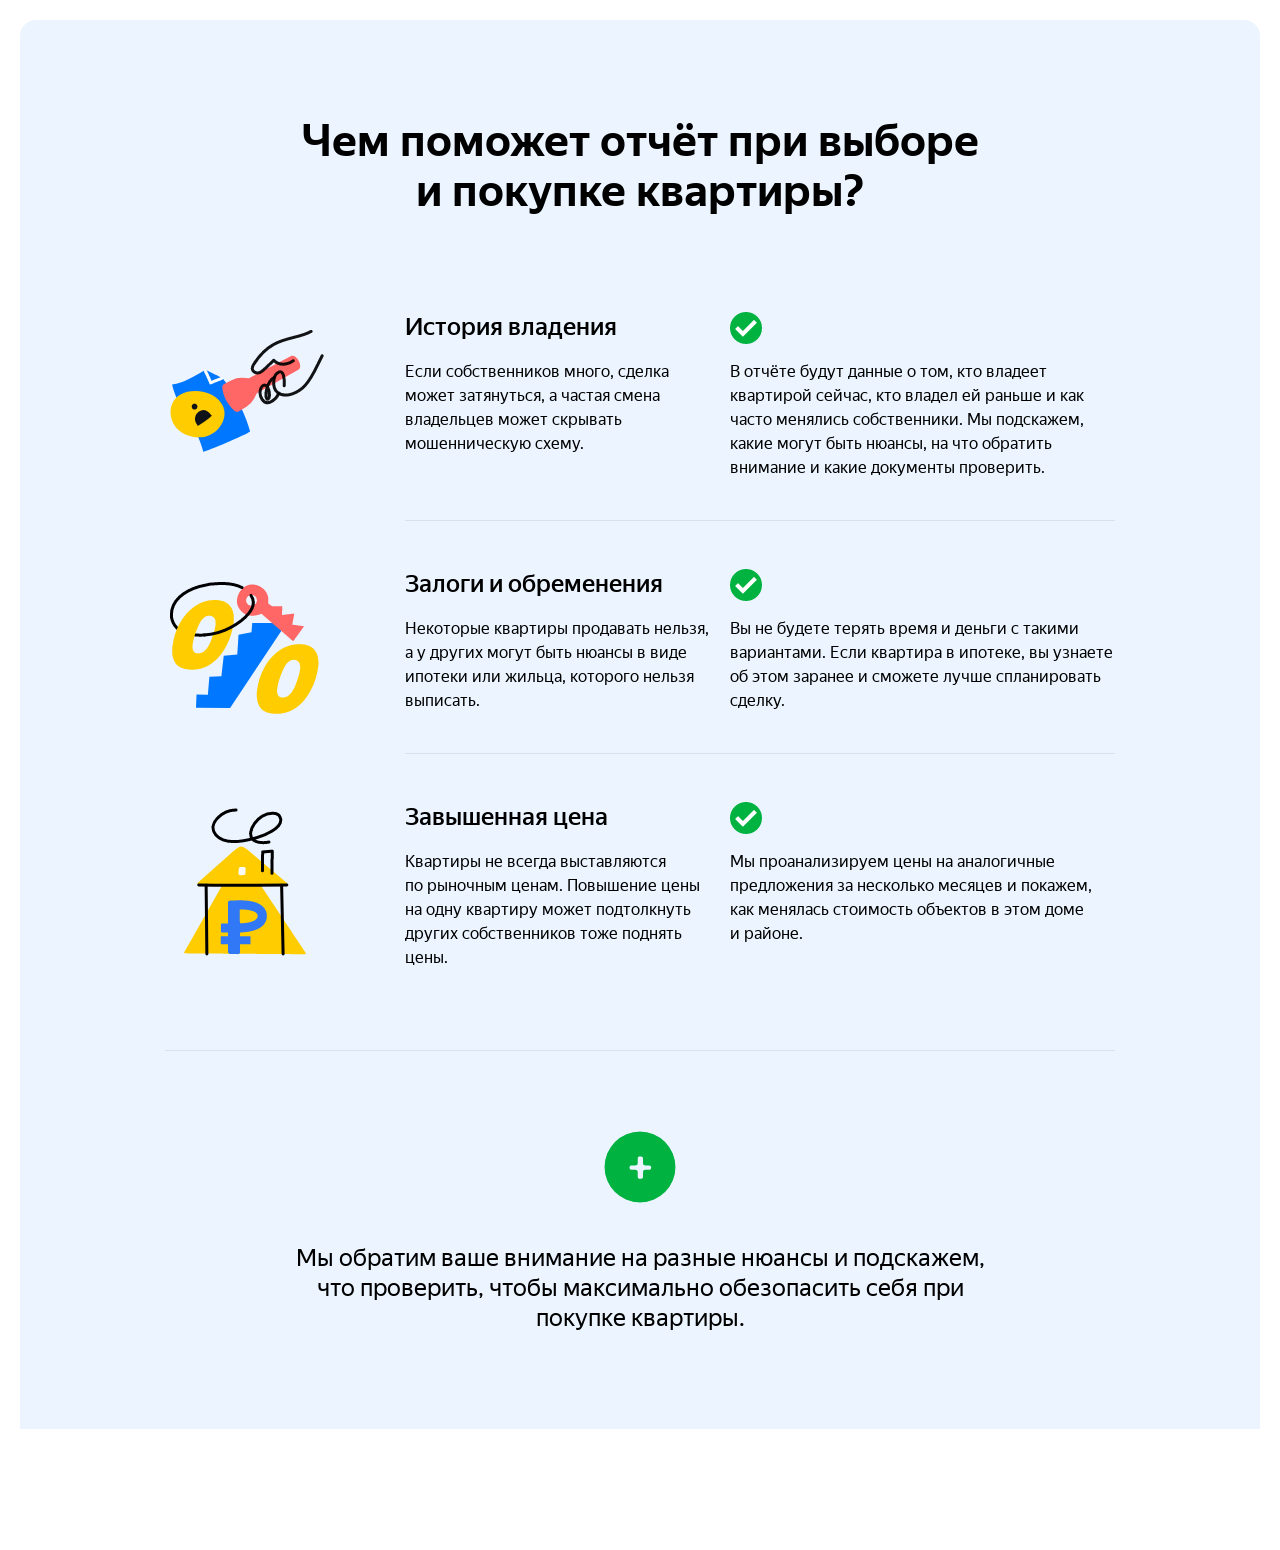 Чем поможет отчёт при выборе
и покупке квартиры?
История владения
Если собственников много, сделка
может затянуться, а частая смена
владельцев может скрывать
мошенническую схему.
В отчёте будут данные о том, кто владеет
квартирой сейчас, кто владел ей раньше и как
часто менялись собственники. Мы подскажем,
какие могут быть нюансы, на что обратить
внимание и какие документы проверить.
Залоги и обременения
Некоторые квартиры продавать нельзя,
а у других могут быть нюансы в виде
ипотеки или жильца, которого нельзя
выписать.
Вы не будете терять время и деньги с такими
вариантами. Если квартира в ипотеке, вы узнаете
об этом заранее и сможете лучше спланировать
сделку.
Завышенная цена
Квартиры не всегда выставляются
по рыночным ценам. Повышение цены
на одну квартиру может подтолкнуть
других собственников тоже поднять
цены.
Мы проанализируем цены на аналогичные
предложения за несколько месяцев и покажем,
как менялась стоимость объектов в этом доме
и районе.
Мы обратим ваше внимание на разные нюансы и подскажем,
что проверить, чтобы максимально обезопасить себя при
покупке квартиры.